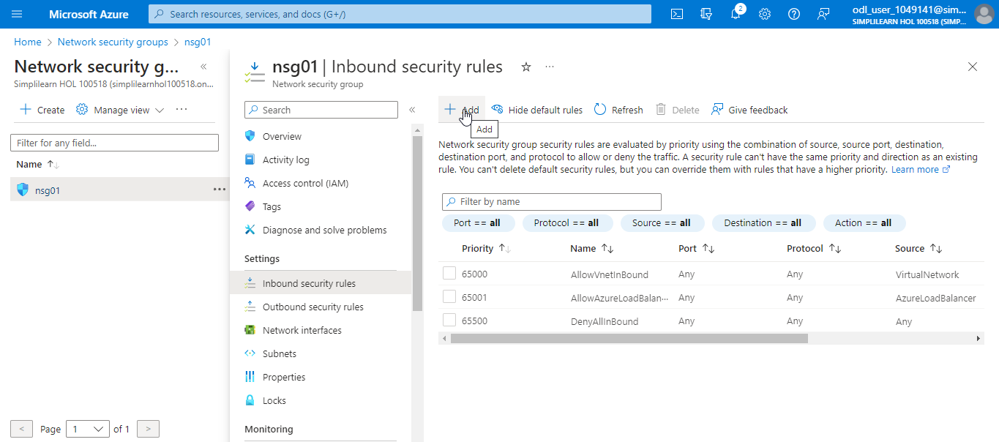 Microsoft Azure
Search resources, services, and docs (G+/)
2
odl_user_1049141@sim...
SIMPLILEARN HOL 100518 (SIMP...
Home > Network security groups > nsg01
Network security g...
«
Simplilearn HOL 100518 (simplilearnhol100518.on...
Create
Manage view
...
Filter for any field...
Name ↑↓
nsg01
...
< Page 1 of 1 >
nsg01 | Inbound security rules
...
Network security group
Search
«
Overview
Activity log
Access control (IAM)
Tags
Diagnose and solve problems
Settings
Inbound security rules
Outbound security rules
Network interfaces
Subnets
Properties
Locks
Monitoring
Add Hide default rules Refresh Delete Give feedback
Add
Network security group security rules are evaluated by priority using the combination of source, source port, destination,
destination port, and protocol to allow or deny the traffic. A security rule can't have the same priority and direction as an existing
rule. You can't delete default security rules, but you can override them with rules that have a higher priority. Learn more
Filter by name
Port == all Protocol == all Source == all Destination == all Action == all
Priority ↑↓ Name ↑↓ Port ↑↓ Protocol ↑↓ Source ↑↓
65000 AllowVnetInBound Any Any VirtualNetwork
65001 AllowAzureLoadBalan... Any Any AzureLoadBalancer
65500 DenyAllInBound Any Any Any